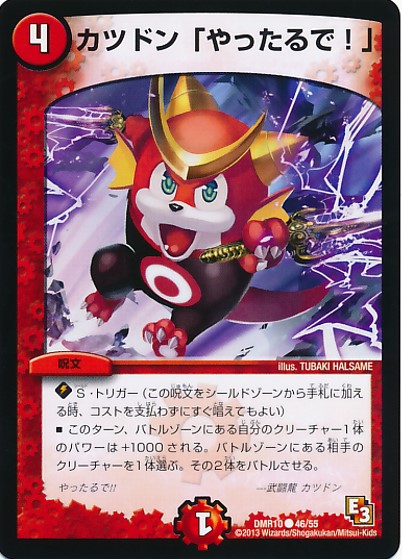 4
カツドン「やったるで！」
呪文
illus. TUBAKI HALSAME
S・トリガー（この呪文をシールドゾーンから手札に加
える時、コストを支払わずにすぐ唱えてもよい）
■このターン、バトルゾーンにある自分のクリーチャー1体
のパワーは+1000される。バトルゾーンにある相手の
クリーチャーを1体選ぶ。その2体をバトルさせる。
やったるで!!
---武闘龍 カツドン
1
DMR10 ● 46/55
E3
©2013 Wizards/Shogakukan/Mitsui-Kids